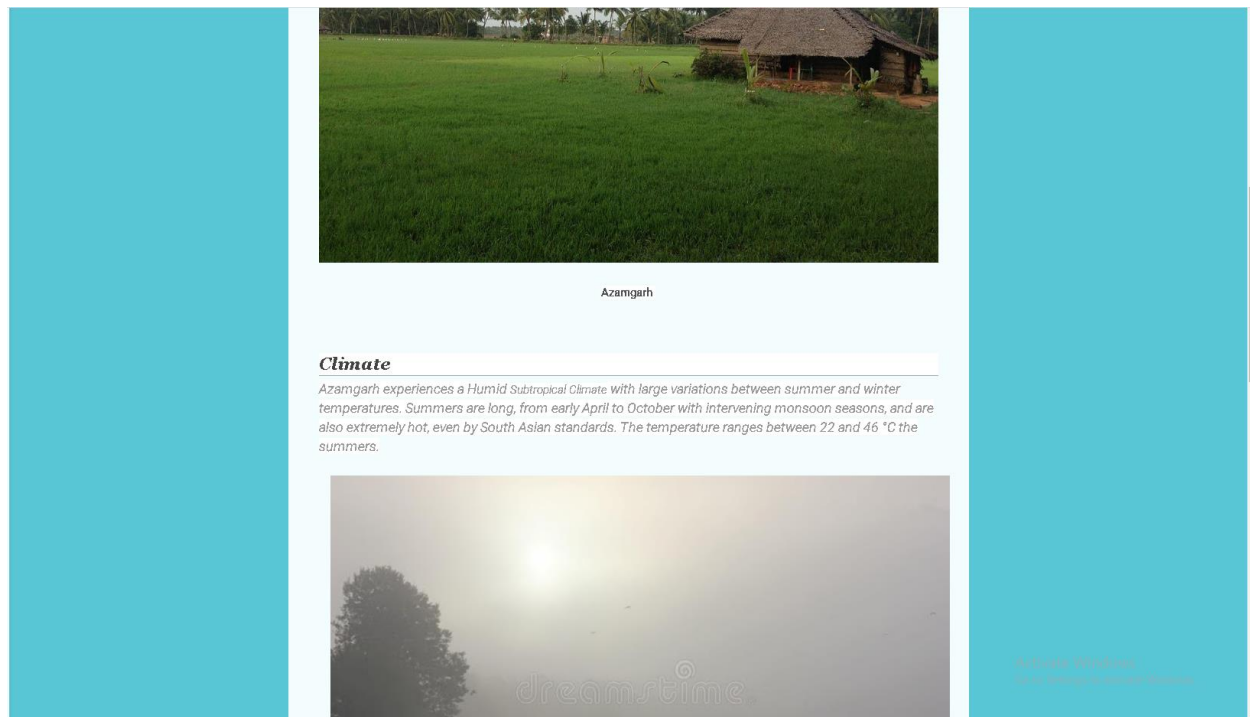 Azamgarh
Climate
Azamgarh experiences a Humid Subtropical Climate with large variations between summer and winter
temperatures. Summers are long, from early April to October with intervening monsoon seasons, and are
also extremely hot, even by South Asian standards. The temperature ranges between 22 and 46 °C the
summers.
dreamstime